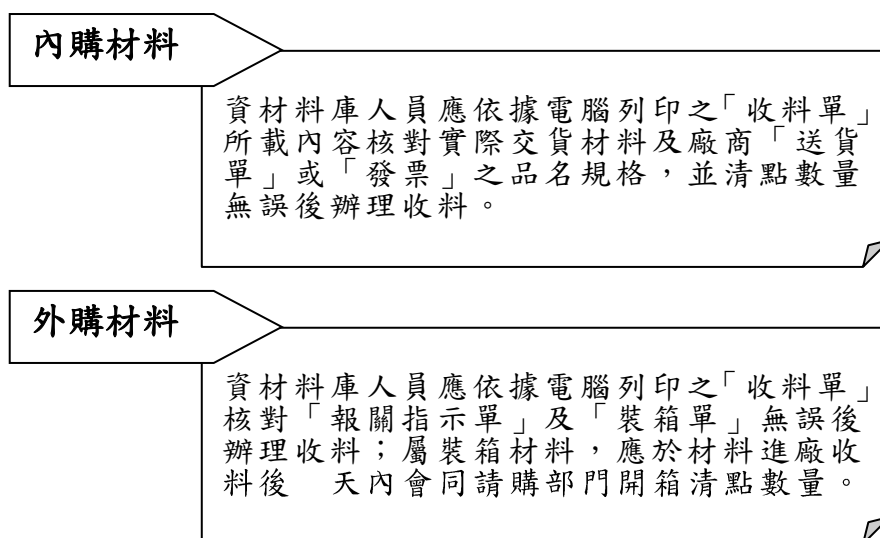 內購材料
資材料庫人員應依據電腦列印之「收料單」
所載內容核對實際交貨材料及廠商「送貨
單」或「發票」之品名規格，並清點數量
無誤後辦理收料。
外購材料
資材料庫人員應依據電腦列印之「收料單」
核對「報關指示單」及「裝箱單」無誤後
辦理收料；屬裝箱材料，應於材料進廠收
料後　天內會同請購部門開箱清點數量。